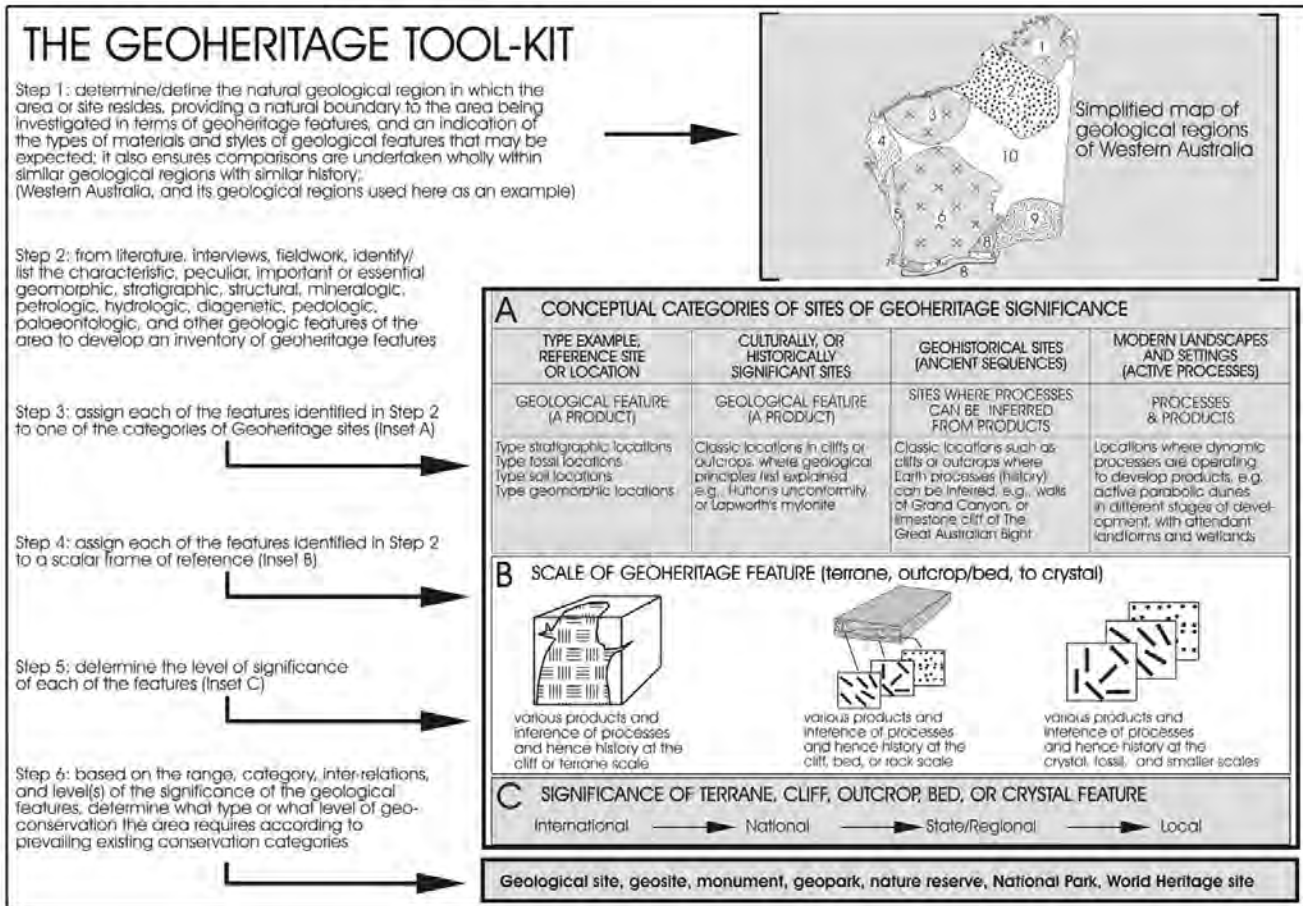 THE GEOHERITAGE TOOL-KIT
Step 1: determine/define the natural geological region in which the
area or site resides, providing a natural boundary to the area being
investigated in terms of geoheritage features, and an indication of
the types of materials and styles of geological features that may be
expected; it also ensures comparisons are undertaken wholly within
similar geological regions with similar history;
(Western Australia, and its geological regions used here as an example)
1
2
3
4
10
5
6
7
9
8
8
Simplified map of
geological regions
of Western Australia
Step 2: from literature, interviews, fieldwork, identify/
list the characteristic, peculiar, important or essential
geomorphic, stratigraphic, structural, mineralogic,
petrologic, hydrologic, diagenetic, pedologic,
palaeontologic, and other geologic features of the
area to develop an inventory of geoheritage features
Step 3: assign each of the features identified in Step 2
to one of the categories of Geoheritage sites (Inset A)
Step 4: assign each of the features identified in Step 2
to a scalar frame of reference (Inset B)
Step 5: determine the level of significance
of each of the features (Inset C)
Step 6: based on the range, category, inter-relations,
and level(s) of the significance of the geological
features, determine what type or what level of geo-
conservation the area requires according to
prevailing existing conservation categories
A CONCEPTUAL CATEGORIES OF SITES OF GEOHERITAGE SIGNIFICANCE
TYPE EXAMPLE,
REFERENCE SITE
OR LOCATION
CULTURALLY, OR
HISTORICALLY
SIGNIFICANT SITES
GEOHISTORICAL SITES
(ANCIENT SEQUENCES)
MODERN LANDSCAPES
AND SETTINGS
(ACTIVE PROCESSES)
GEOLOGICAL FEATURE
(A PRODUCT)
GEOLOGICAL FEATURE
(A PRODUCT)
SITES WHERE PROCESSES
CAN BE INFERRED
FROM PRODUCTS
PROCESSES
& PRODUCTS
Type stratigraphic locations
Type fossil locations
Type soil locations
Type geomorphic locations
Classic locations in cliffs or
outcrops, where geological
principles first explained
e.g., Hutton's unconformity
or Lapworth's mylonite
Classic locations such as
cliffs or outcrops where
Earth processes (history)
can be inferred, e.g., walls
of Grand Canyon, or
limestone cliff of The
Great Australian Bight
Locations where dynamic
processes are operating
to develop products, e.g.
active parabolic dunes
in different stages of devel-
opment, with attendant
landforms and wetlands
B SCALE OF GEOHERITAGE FEATURE (terrane, outcrop/bed, to crystal)
various products and
inference of processes
and hence history at the
cliff or terrane scale
various products and
inference of processes
and hence history at the
cliff, bed, or rock scale
various products and
inference of processes
and hence history at the
crystal, fossil, and smaller scales
C SIGNIFICANCE OF TERRANE, CLIFF, OUTCROP, BED, OR CRYSTAL FEATURE
International National State/Regional Local
Geological site, geosite, monument, geopark, nature reserve, National Park, World Heritage site